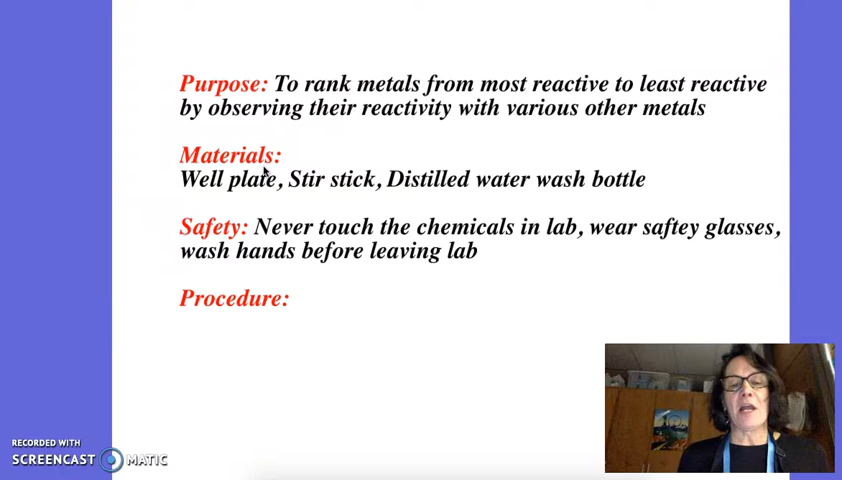 Purpose: To rank metals from most reactive to least reactive
by observing their reactivity with various other metals
Materials:
Well plate, Stir stick, Distilled water wash bottle
Safety: Never touch the chemicals in lab, wear saftey glasses,
wash hands before leaving lab
Procedure:
RECORDED WITH
SCREENCAST MATIC